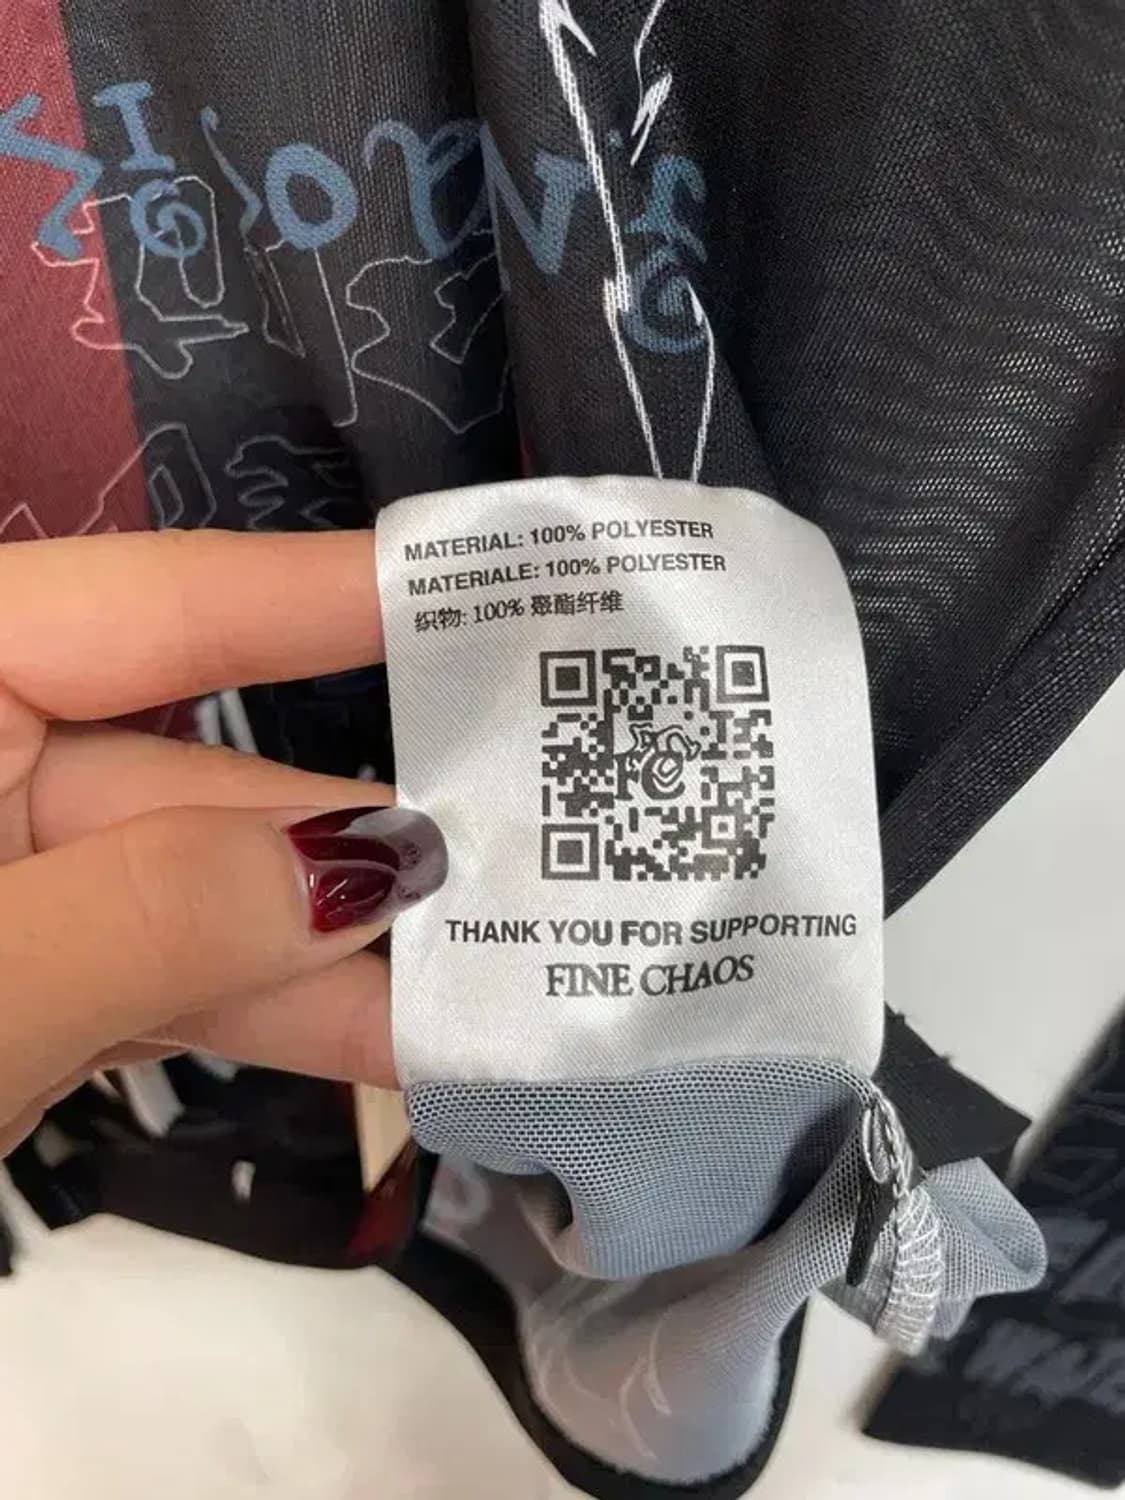 MATERIAL: 100% POLYESTER
MATERIALE: 100% POLYESTER
织物: 100% 聚酯纤维
THANK YOU FOR SUPPORTING
FINE CHAOS